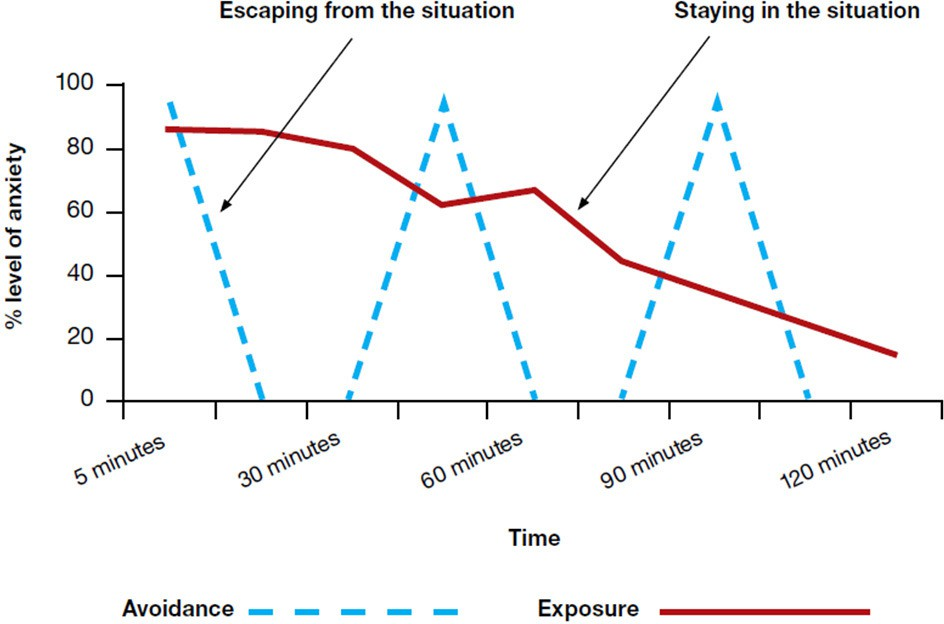 Escaping from the situation
Staying in the situation
% level of anxiety
100
80
60
40
20
0
5 minutes
30 minutes
60 minutes
90 minutes
120 minutes
Time
Avoidance
Exposure